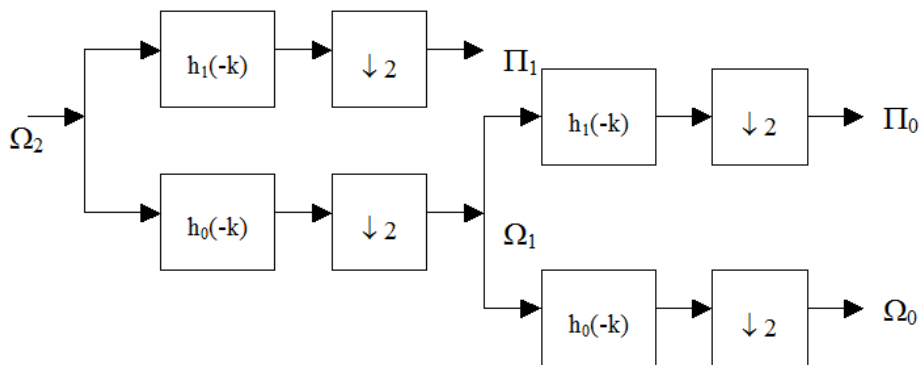 h₁(-k)
↓ 2
Π₁
Ω₂
h₁(-k)
↓ 2
Π₀
h₀(-k)
↓ 2
Ω₁
h₀(-k)
↓ 2
Ω₀